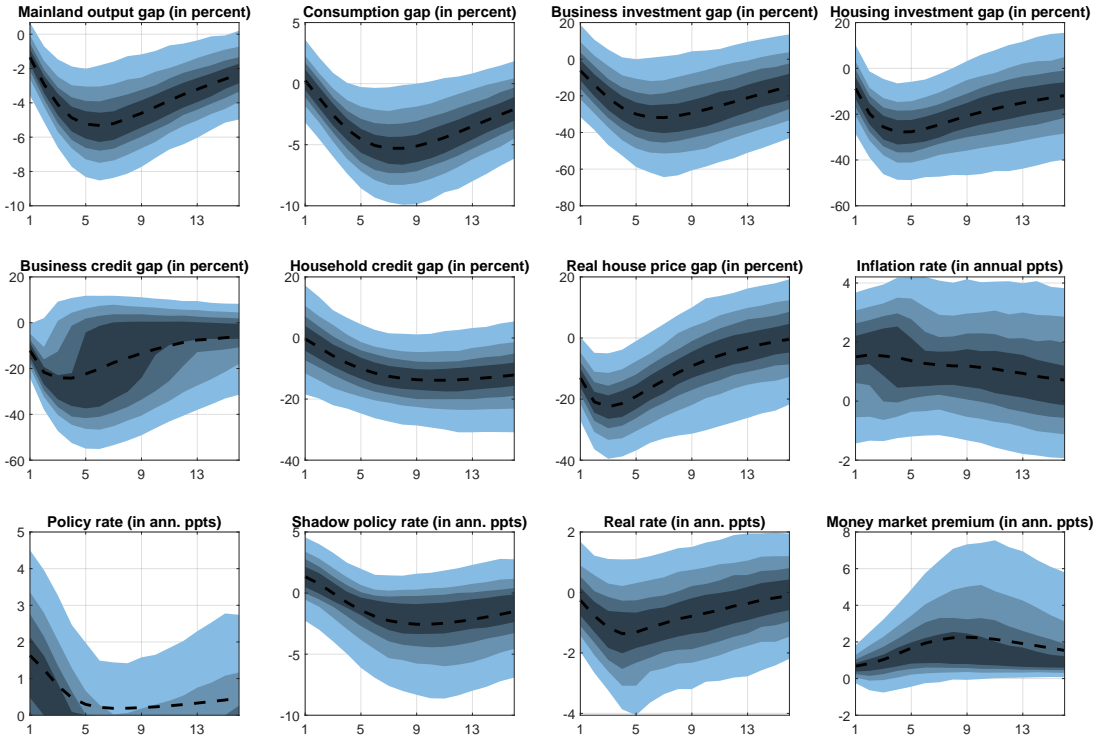 Mainland output gap (in percent)
0
-2
-4
-6
-8
-10
1 5 9 13
Consumption gap (in percent)
5
0
-5
-10
1 5 9 13
Business investment gap (in percent)
20
0
-20
-40
-60
-80
1 5 9 13
Housing investment gap (in percent)
20
0
-20
-40
-60
1 5 9 13
Business credit gap (in percent)
20
0
-20
-40
-60
1 5 9 13
Household credit gap (in percent)
20
0
-20
-40
1 5 9 13
Real house price gap (in percent)
20
0
-20
-40
1 5 9 13
Inflation rate (in annual ppts)
4
2
0
-2
1 5 9 13
Policy rate (in ann. ppts)
5
4
3
2
1
0
1 5 9 13
Shadow policy rate (in ann. ppts)
5
0
-5
-10
1 5 9 13
Real rate (in ann. ppts)
2
0
-2
-4
1 5 9 13
Money market premium (in ann. ppts)
8
6
4
2
0
-2
1 5 9 13